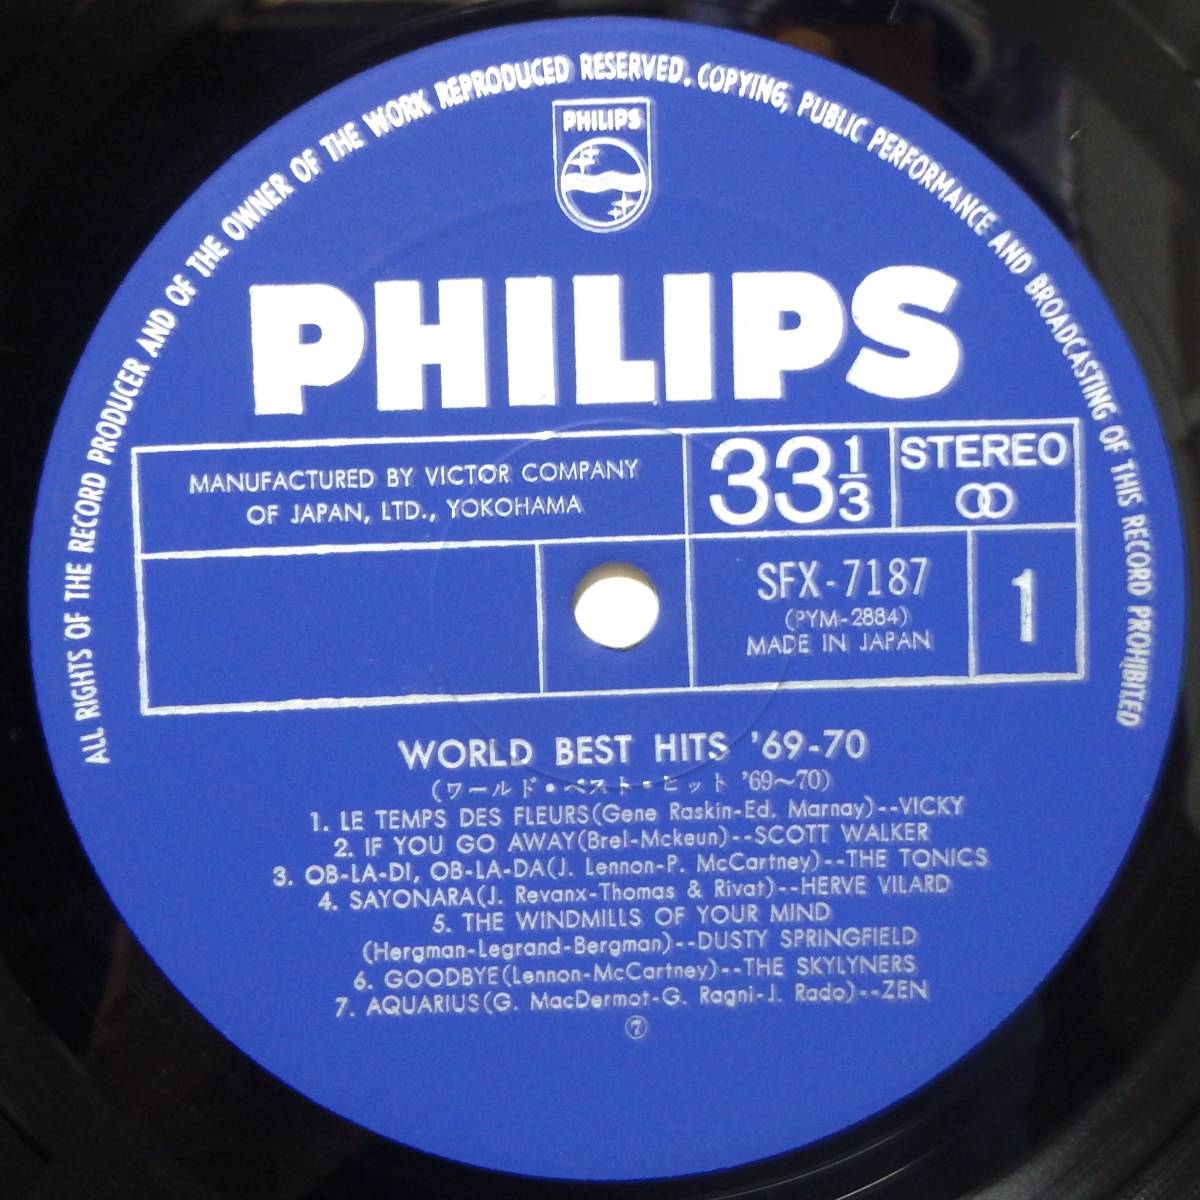 ALL RIGHTS OF THE RECORD PRODUCER AND OF THE OWNER OF THE WORK REPRODUCED RESERVED. COPYING, PUBLIC PERFORMANCE AND BROADCASTING OF THIS RECORD PROHIBITED
PHILIPS
PHILIPS
MANUFACTURED BY VICTOR COMPANY
OF JAPAN, LTD., YOKOHAMA
33 1/3
STEREO
SFX-7187
(PYM-2884)
MADE IN JAPAN
1
WORLD BEST HITS '69-70
(ワールド・ベスト・ヒット '69〜70)
1. LE TEMPS DES FLEURS(Gene Raskin-Ed. Marnay)--VICKY
2. IF YOU GO AWAY(Brel-Mckeun)--SCOTT WALKER
3. OB-LA-DI, OB-LA-DA(J. Lennon-P. McCartney)--THE TONICS
4. SAYONARA(J. Revanx-Thomas & Rivat)--HERVE VILARD
5. THE WINDMILLS OF YOUR MIND
(Hergman-Legrand-Bergman)--DUSTY SPRINGFIELD
6. GOODBYE(Lennon-McCartney)--THE SKYLYNERS
7. AQUARIUS(G. MacDermot-G. Ragni-J. Rado)--ZEN
⑦